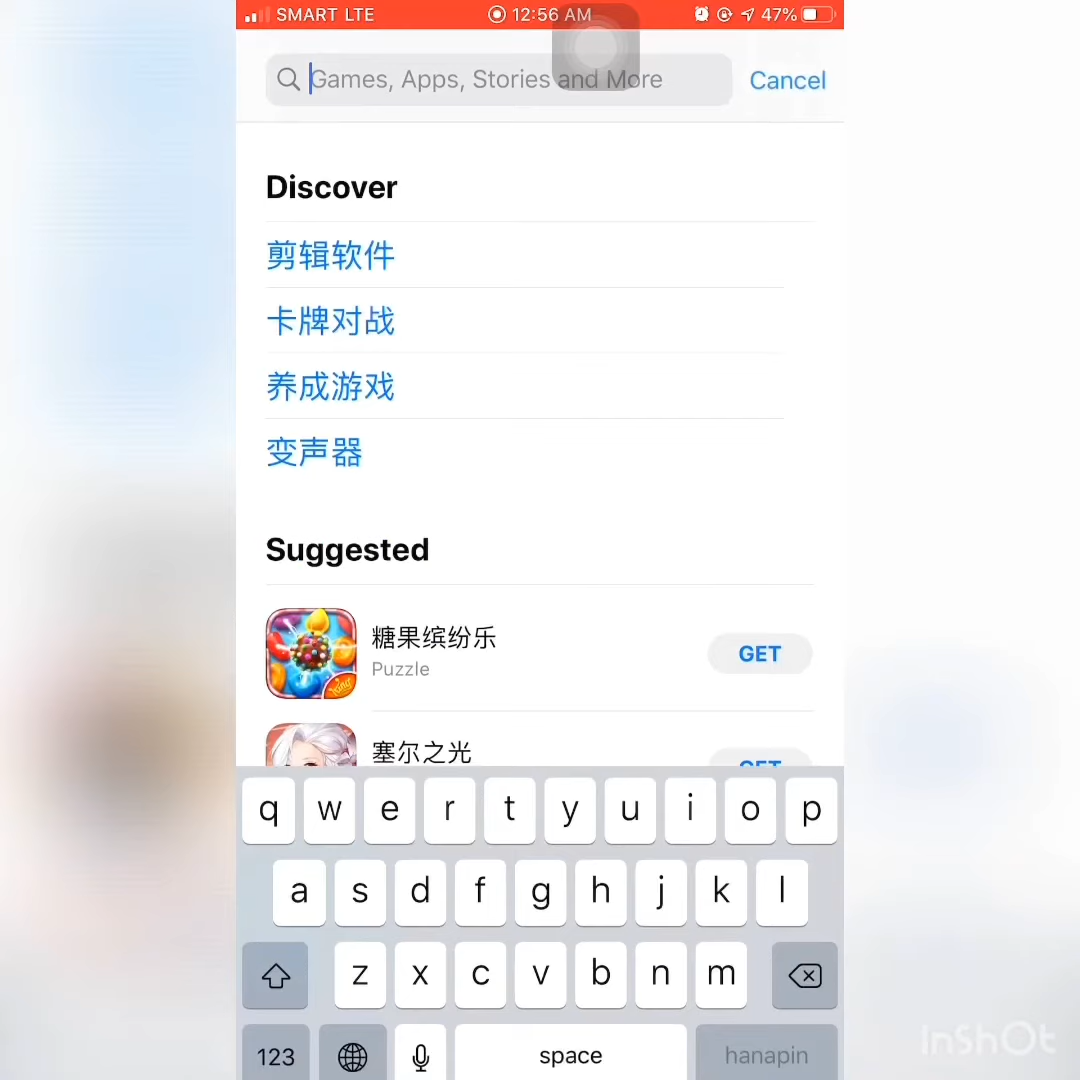 SMART LTE 12:56 AM 47%
Games, Apps, Stories and More Cancel
Discover
剪辑软件
卡牌对战
养成游戏
变声器
Suggested
糖果缤纷乐
Puzzle
GET
King
塞尔之光
GET
q w e r t y u i o p
a s d f g h j k l
z x c v b n m
123 space hanapin
InShOt